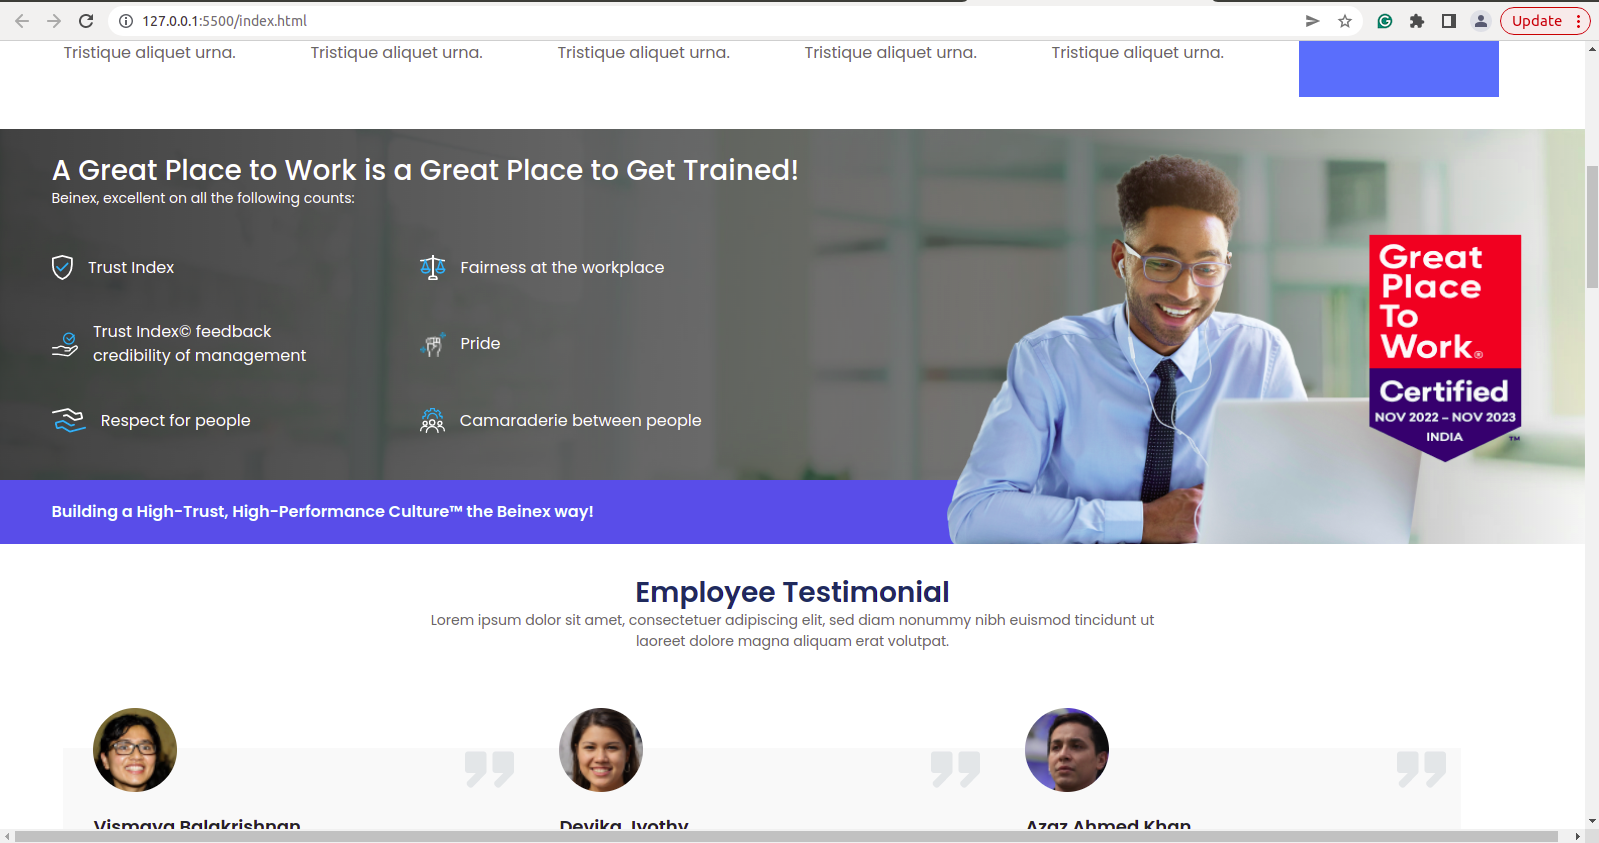 127.0.0.1:5500/index.html
Update
Tristique aliquet urna. Tristique aliquet urna. Tristique aliquet urna. Tristique aliquet urna. Tristique aliquet urna.
A Great Place to Work is a Great Place to Get Trained!
Beinex, excellent on all the following counts:
Trust Index
Fairness at the workplace
Trust Index© feedback
credibility of management
Pride
Respect for people
Camaraderie between people
Great
Place
To
Work®
Certified
NOV 2022 – NOV 2023
INDIA
™
Building a High-Trust, High-Performance Culture™ the Beinex way!
Employee Testimonial
Lorem ipsum dolor sit amet, consectetuer adipiscing elit, sed diam nonummy nibh euismod tincidunt ut
laoreet dolore magna aliquam erat volutpat.
Vismaya Balakrishnan
Devika Jyothy
Azaz Ahmed Khan